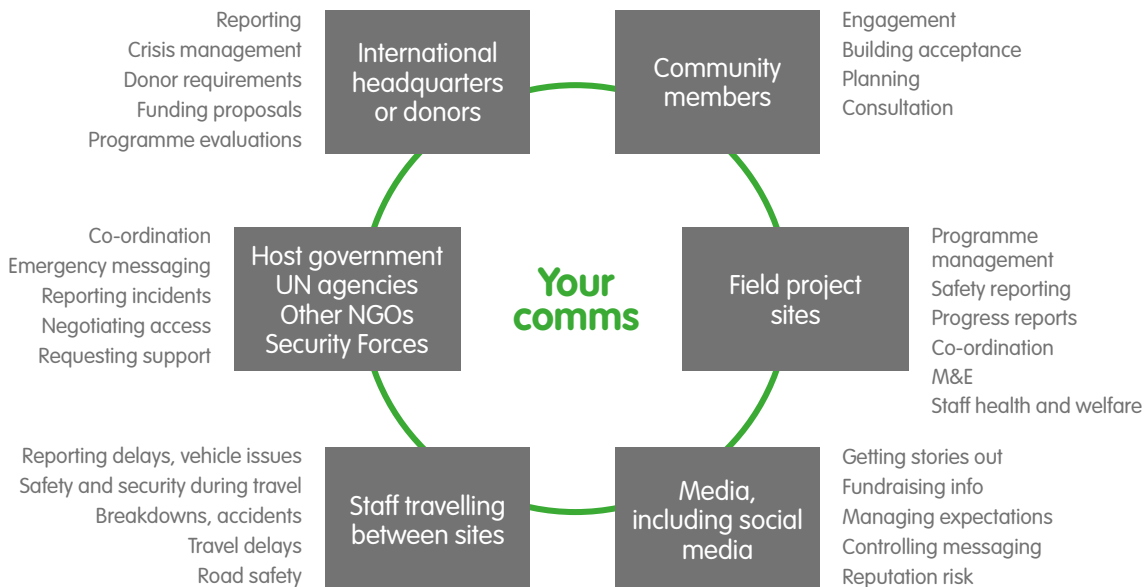 Reporting
Crisis management
Donor requirements
Funding proposals
Programme evaluations
International
headquarters
or donors
Community
members
Engagement
Building acceptance
Planning
Consultation
Co-ordination
Emergency messaging
Reporting incidents
Negotiating access
Requesting support
Host government
UN agencies
Other NGOs
Security Forces
Your
comms
Field project
sites
Programme
management
Safety reporting
Progress reports
Co-ordination
M&E
Staff health and welfare
Reporting delays, vehicle issues
Safety and security during travel
Breakdowns, accidents
Travel delays
Road safety
Staff travelling
between sites
Media,
including social
media
Getting stories out
Fundraising info
Managing expectations
Controlling messaging
Reputation risk